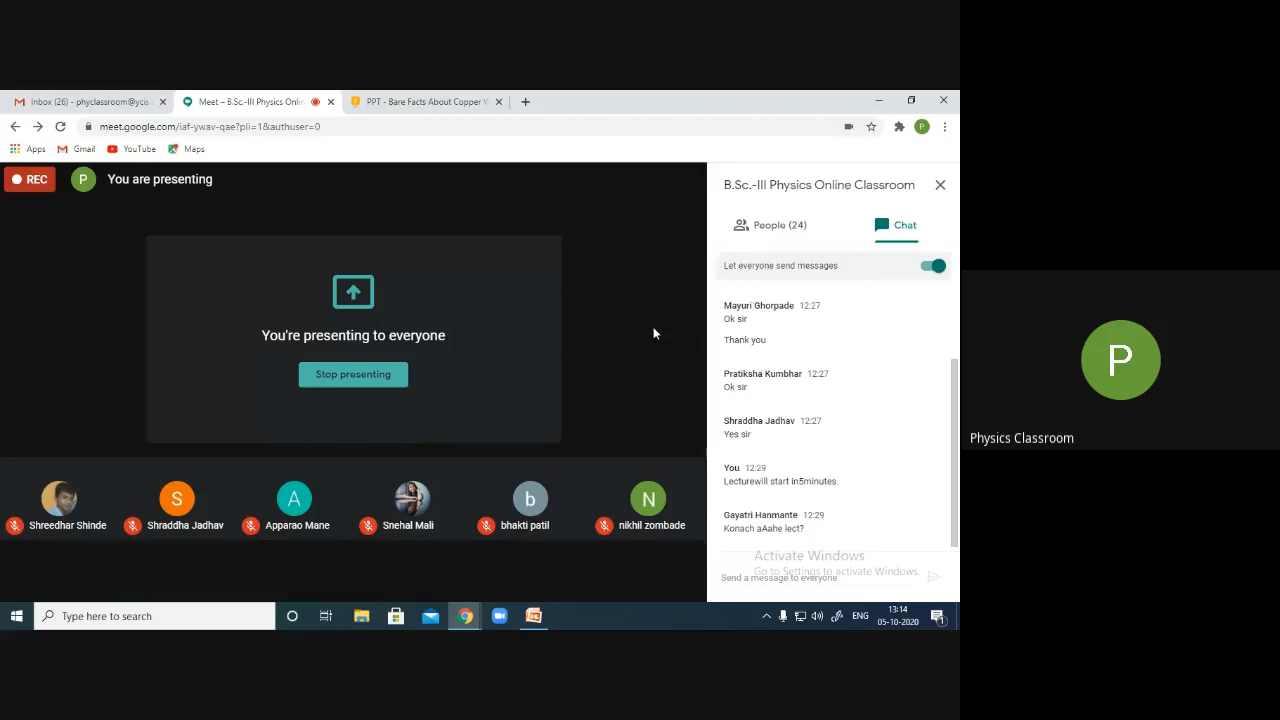 Inbox (26) - phyclassroom@ycis.
Meet – B.Sc.-III Physics Onlin
PPT - Bare Facts About Copper
meet.google.com/iaf-ywav-qae?pli=1&authuser=0
P
Apps
Gmail
YouTube
Maps
REC
P
You are presenting
You're presenting to everyone
Stop presenting
Shreedhar Shinde
S
Shraddha Jadhav
A
Apparao Mane
Snehal Mali
b
bhakti patil
N
nikhil zombade
B.Sc.-III Physics Online Classroom
People (24)
Chat
Let everyone send messages
Mayuri Ghorpade 12:27
Ok sir
Thank you
Pratiksha Kumbhar 12:27
Ok sir
Shraddha Jadhav 12:27
Yes sir
You 12:29
Lecturewill start in5minutes.
Gayatri Hanmante 12:29
Konach aAahe lect?
Activate Windows
Go to Settings to activate Windows.
Send a message to everyone
Type here to search
ENG
13:14
05-10-2020
1
P
Physics Classroom